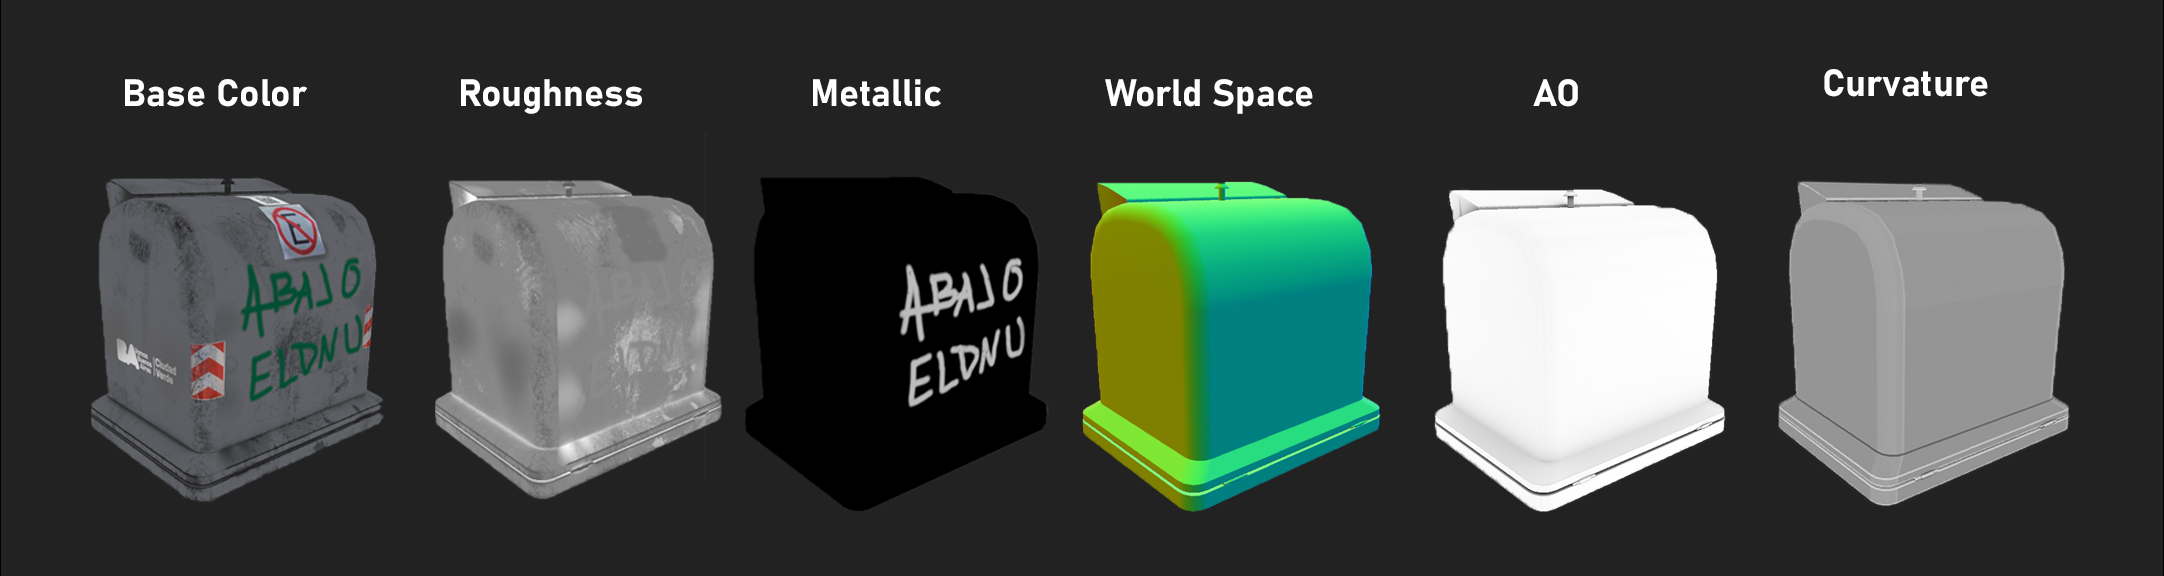 Base Color
Roughness
Metallic
World Space
AO
Curvature
E
ABAJO
ELDNU
BA
Ciudad
Verde
ABAJO
ELDNU